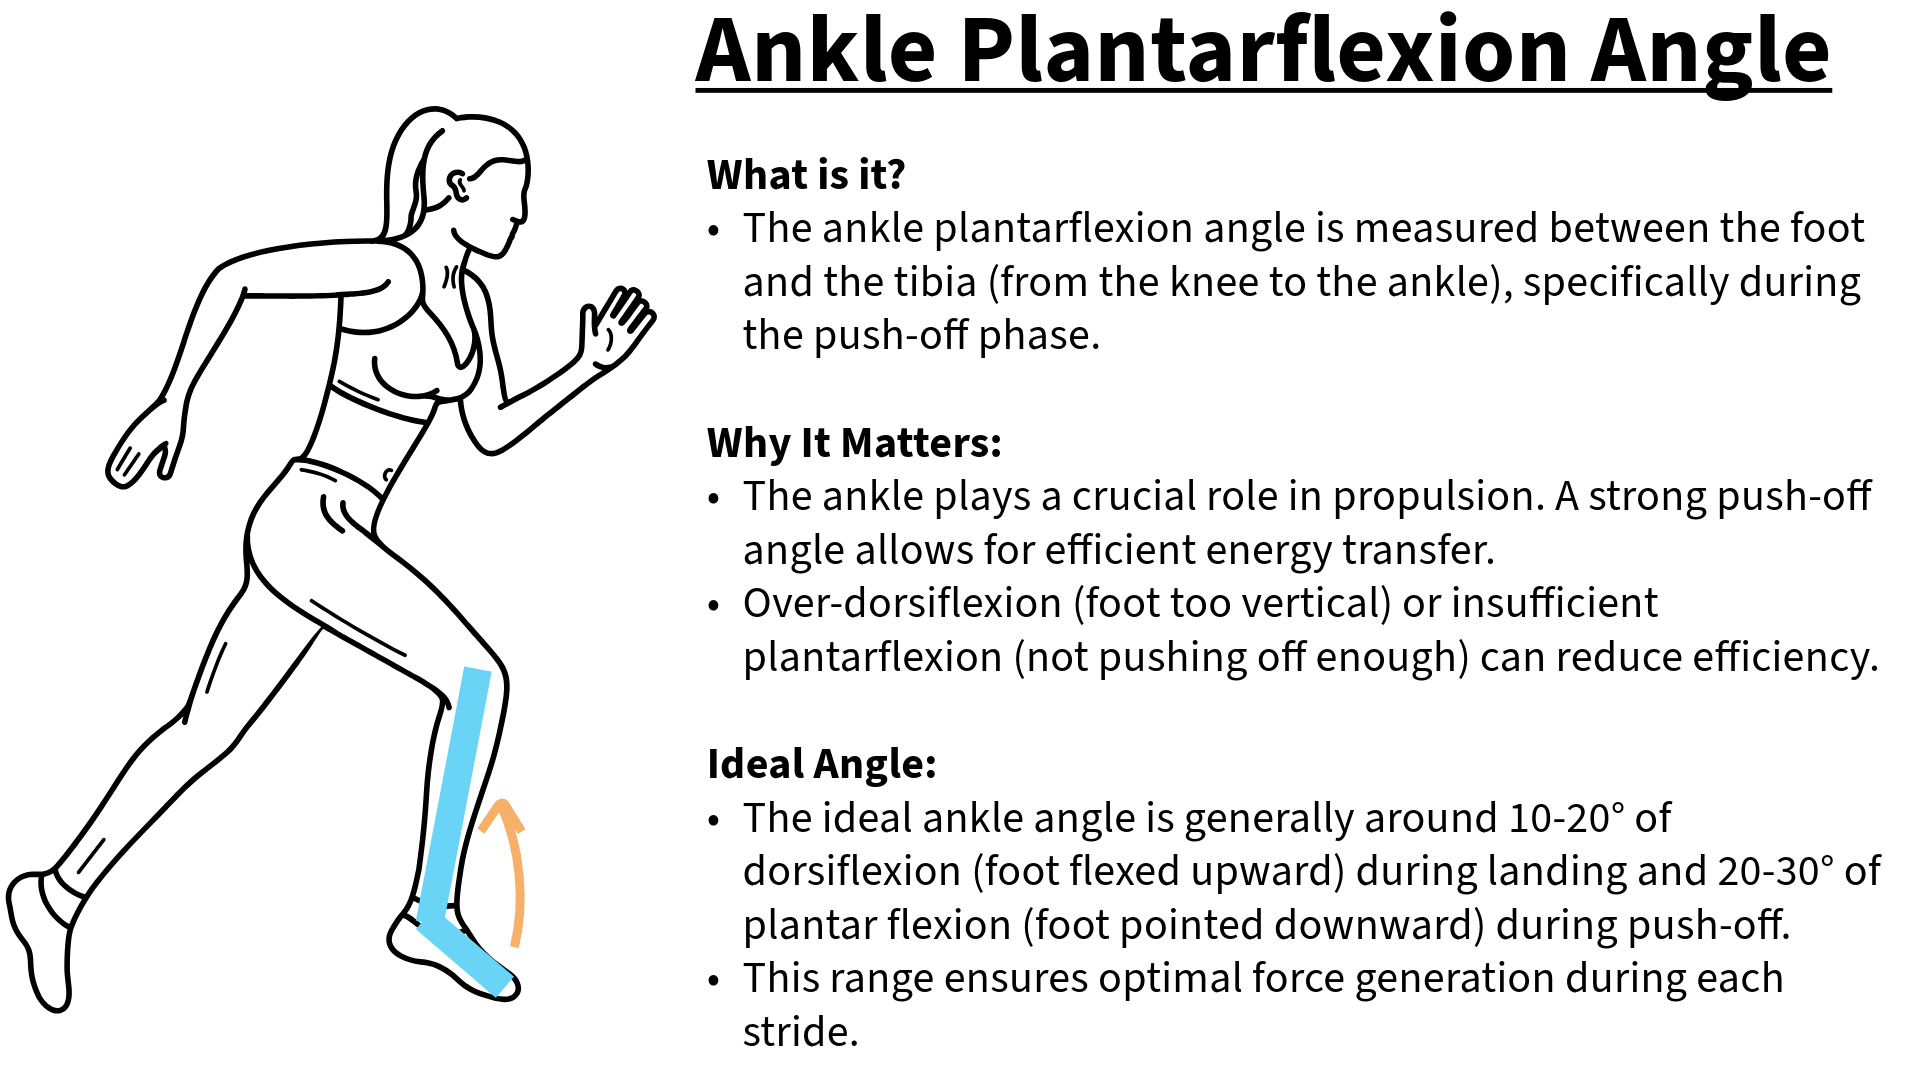 Ankle Plantarflexion Angle
What is it?
• The ankle plantarflexion angle is measured between the foot
and the tibia (from the knee to the ankle), specifically during
the push-off phase.
Why It Matters:
• The ankle plays a crucial role in propulsion. A strong push-off
angle allows for efficient energy transfer.
• Over-dorsiflexion (foot too vertical) or insufficient
plantarflexion (not pushing off enough) can reduce efficiency.
Ideal Angle:
• The ideal ankle angle is generally around 10-20° of
dorsiflexion (foot flexed upward) during landing and 20-30° of
plantar flexion (foot pointed downward) during push-off.
• This range ensures optimal force generation during each
stride.